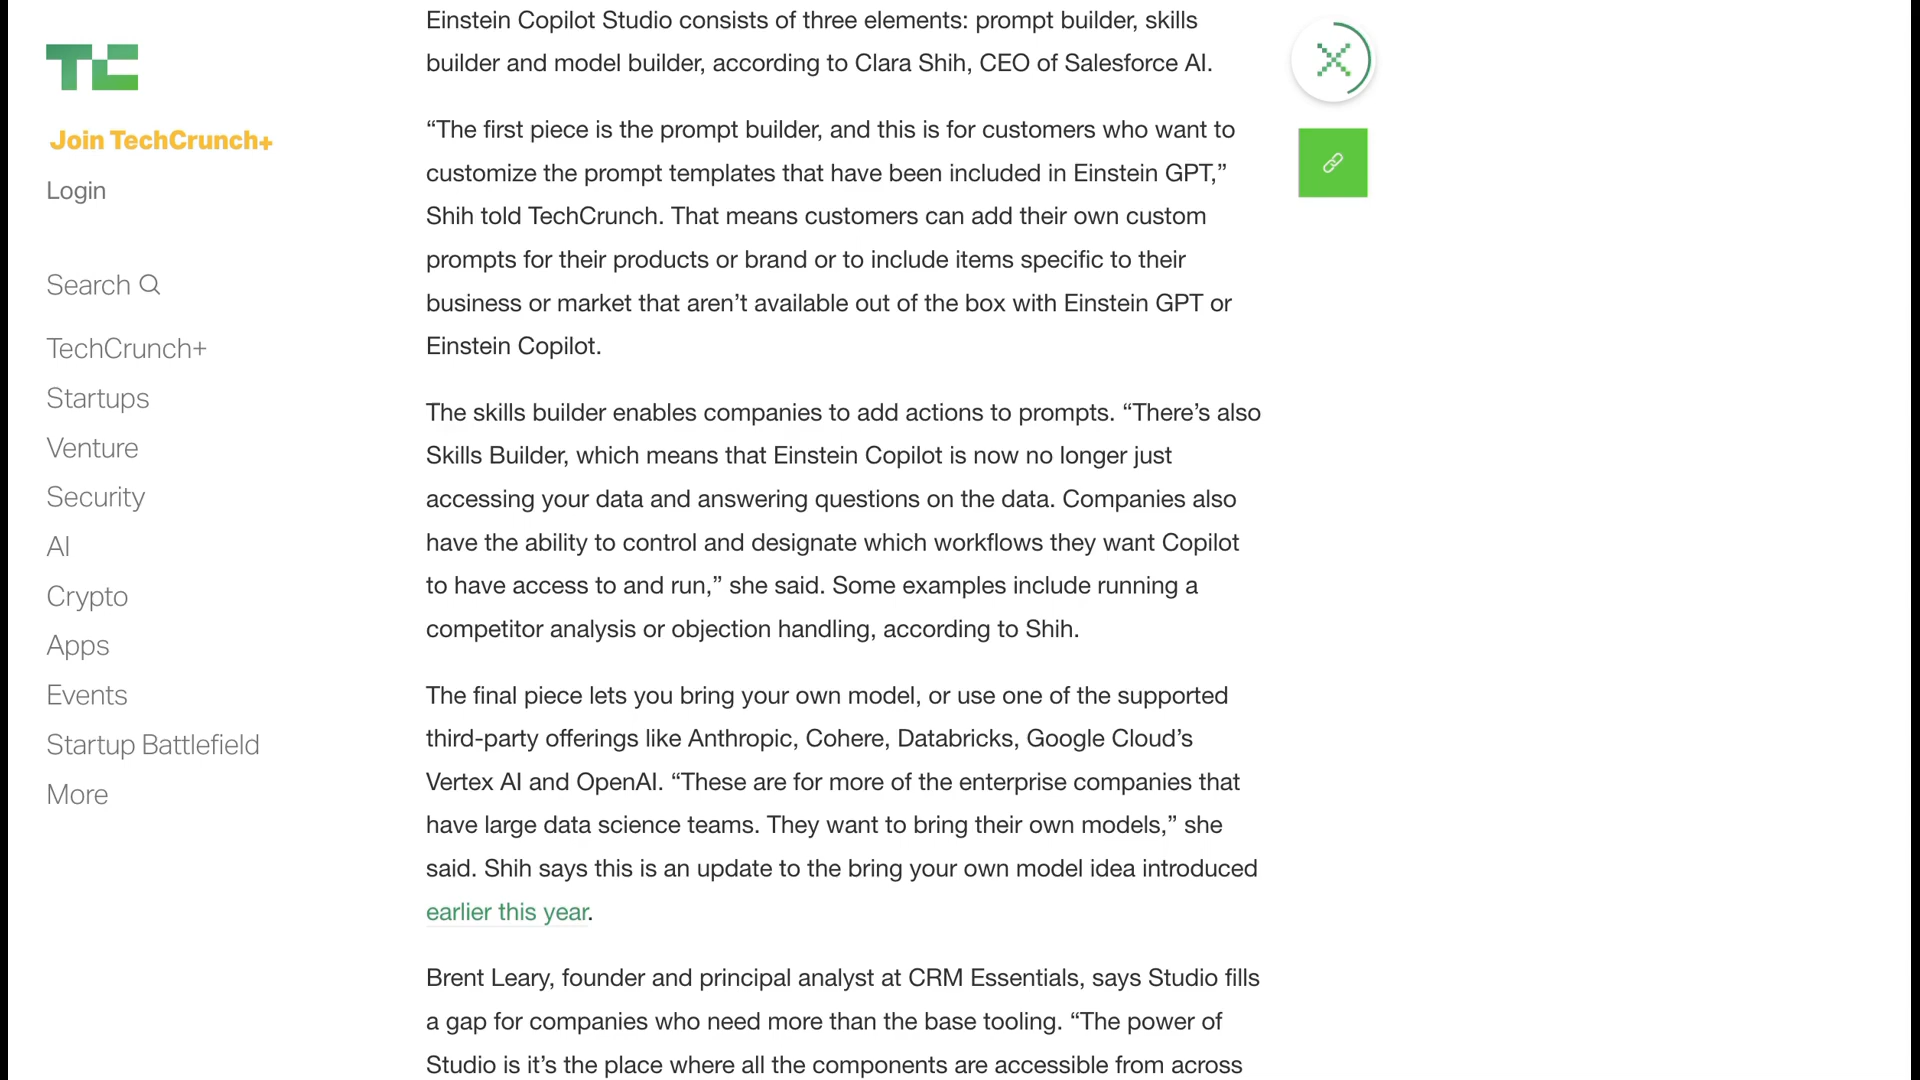 TC
Join TechCrunch+
Login
Search
TechCrunch+
Startups
Venture
Security
AI
Crypto
Apps
Events
Startup Battlefield
More
Einstein Copilot Studio consists of three elements: prompt builder, skills
builder and model builder, according to Clara Shih, CEO of Salesforce AI.
“The first piece is the prompt builder, and this is for customers who want to
customize the prompt templates that have been included in Einstein GPT,”
Shih told TechCrunch. That means customers can add their own custom
prompts for their products or brand or to include items specific to their
business or market that aren’t available out of the box with Einstein GPT or
Einstein Copilot.
The skills builder enables companies to add actions to prompts. “There’s also
Skills Builder, which means that Einstein Copilot is now no longer just
accessing your data and answering questions on the data. Companies also
have the ability to control and designate which workflows they want Copilot
to have access to and run,” she said. Some examples include running a
competitor analysis or objection handling, according to Shih.
The final piece lets you bring your own model, or use one of the supported
third-party offerings like Anthropic, Cohere, Databricks, Google Cloud’s
Vertex AI and OpenAI. “These are for more of the enterprise companies that
have large data science teams. They want to bring their own models,” she
said. Shih says this is an update to the bring your own model idea introduced
earlier this year.
Brent Leary, founder and principal analyst at CRM Essentials, says Studio fills
a gap for companies who need more than the base tooling. “The power of
Studio is it’s the place where all the components are accessible from across